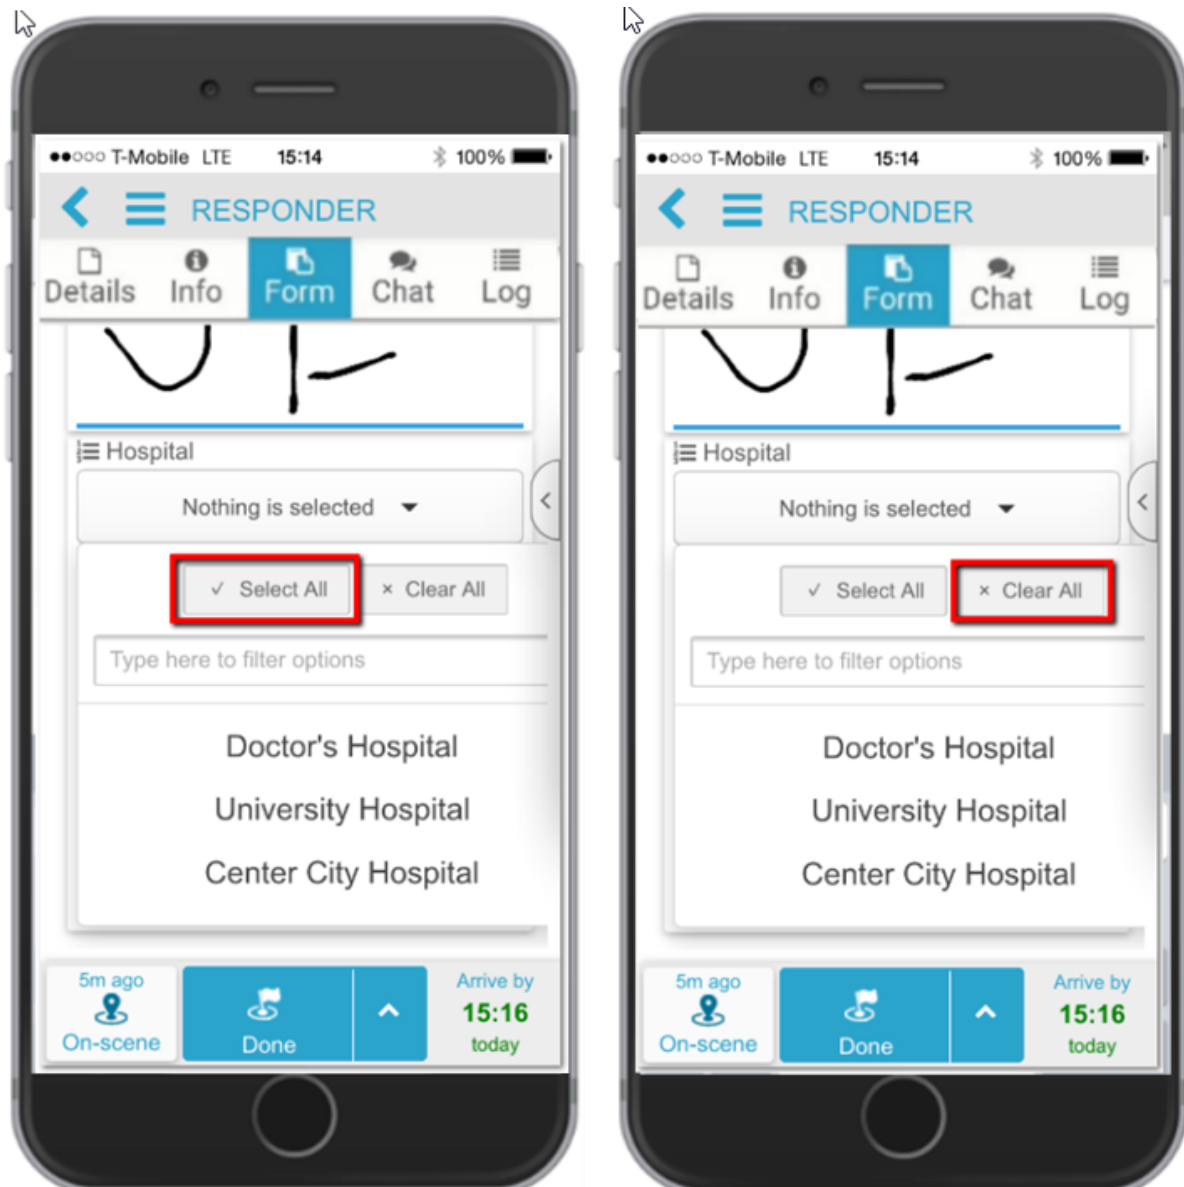 T-Mobile LTE 15:14 100%
RESPONDER
Details Info Form Chat Log
Hospital
Nothing is selected
✓ Select All × Clear All
Type here to filter options
Doctor's Hospital
University Hospital
Center City Hospital
5m ago
On-scene
Done
Arrive by
15:16
today
T-Mobile LTE 15:14 100%
RESPONDER
Details Info Form Chat Log
Hospital
Nothing is selected
✓ Select All × Clear All
Type here to filter options
Doctor's Hospital
University Hospital
Center City Hospital
5m ago
On-scene
Done
Arrive by
15:16
today